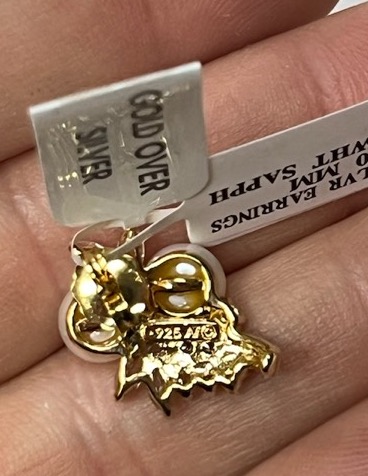 GOLD OVER
SILVER
LVR EARRINGS
0 MM
WHT SAPPH
925